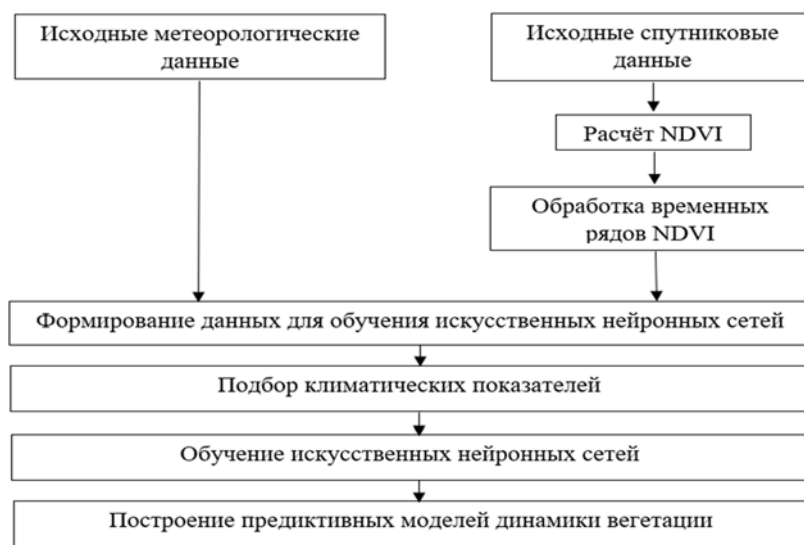 Исходные метеорологические
данные
Исходные спутниковые
данные
Расчёт NDVI
Обработка временных
рядов NDVI
Формирование данных для обучения искусственных нейронных сетей
Подбор климатических показателей
Обучение искусственных нейронных сетей
Построение предиктивных моделей динамики вегетации